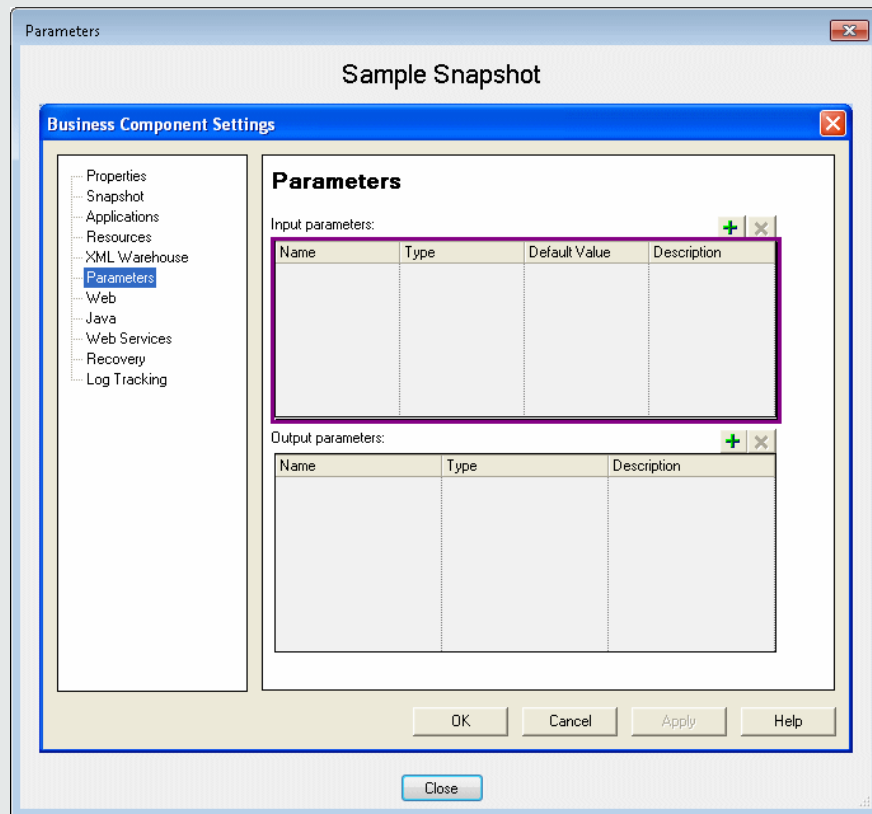 Parameters
Sample Snapshot
Business Component Settings
Properties
Snapshot
Applications
Resources
XML Warehouse
Parameters
Web
Java
Web Services
Recovery
Log Tracking
Parameters
Input parameters:
Name Type Default Value Description
Output parameters:
Name Type Description
OK Cancel Apply Help
Close